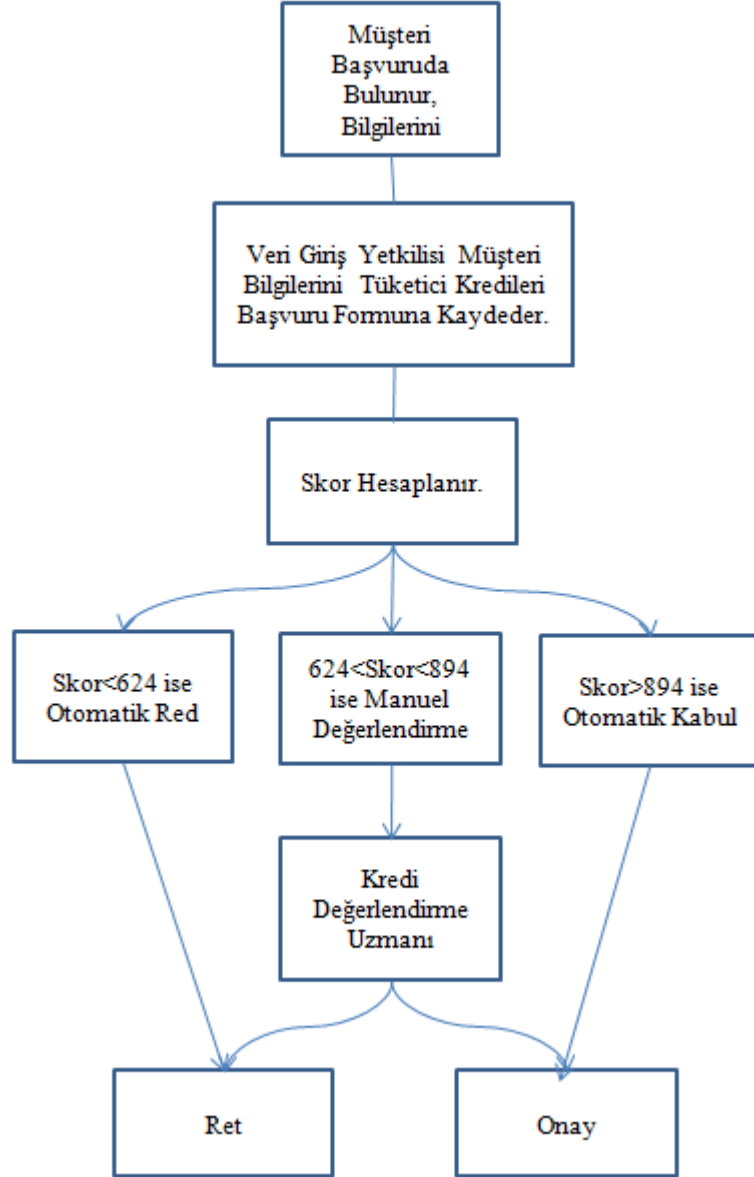 Müşteri
Başvuruda
Bulunur,
Bilgilerini
Veri Giriş Yetkilisi Müşteri
Bilgilerini Tüketici Kredileri
Başvuru Formuna Kaydeder.
Skor Hesaplanır.
Skor<624 ise
Otomatik Red
624<Skor<894
ise Manuel
Değerlendirme
Skor>894 ise
Otomatik Kabul
Kredi
Değerlendirme
Uzmanı
Ret
Onay